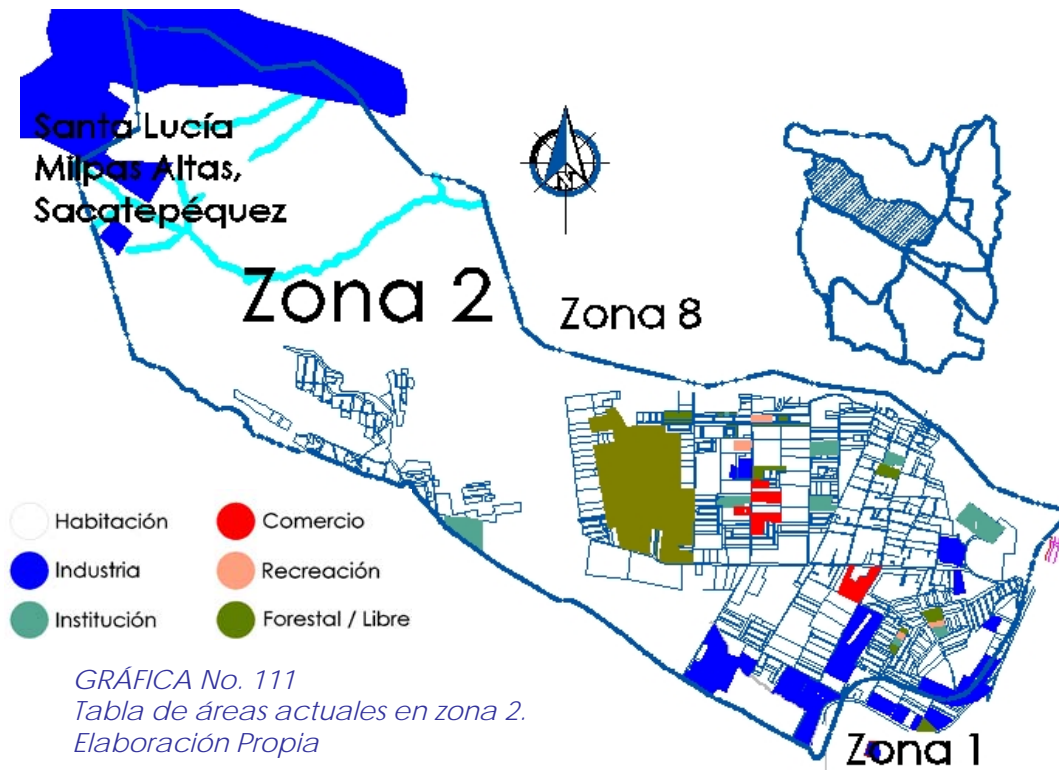 Santa Lucía
Milpas Altas,
Sacatepéquez
Zona 2
Zona 8
N
Habitación
Comercio
Industria
Recreación
Institución
Forestal / Libre
GRÁFICA No. 111
Tabla de áreas actuales en zona 2.
Elaboración Propia
Zona 1